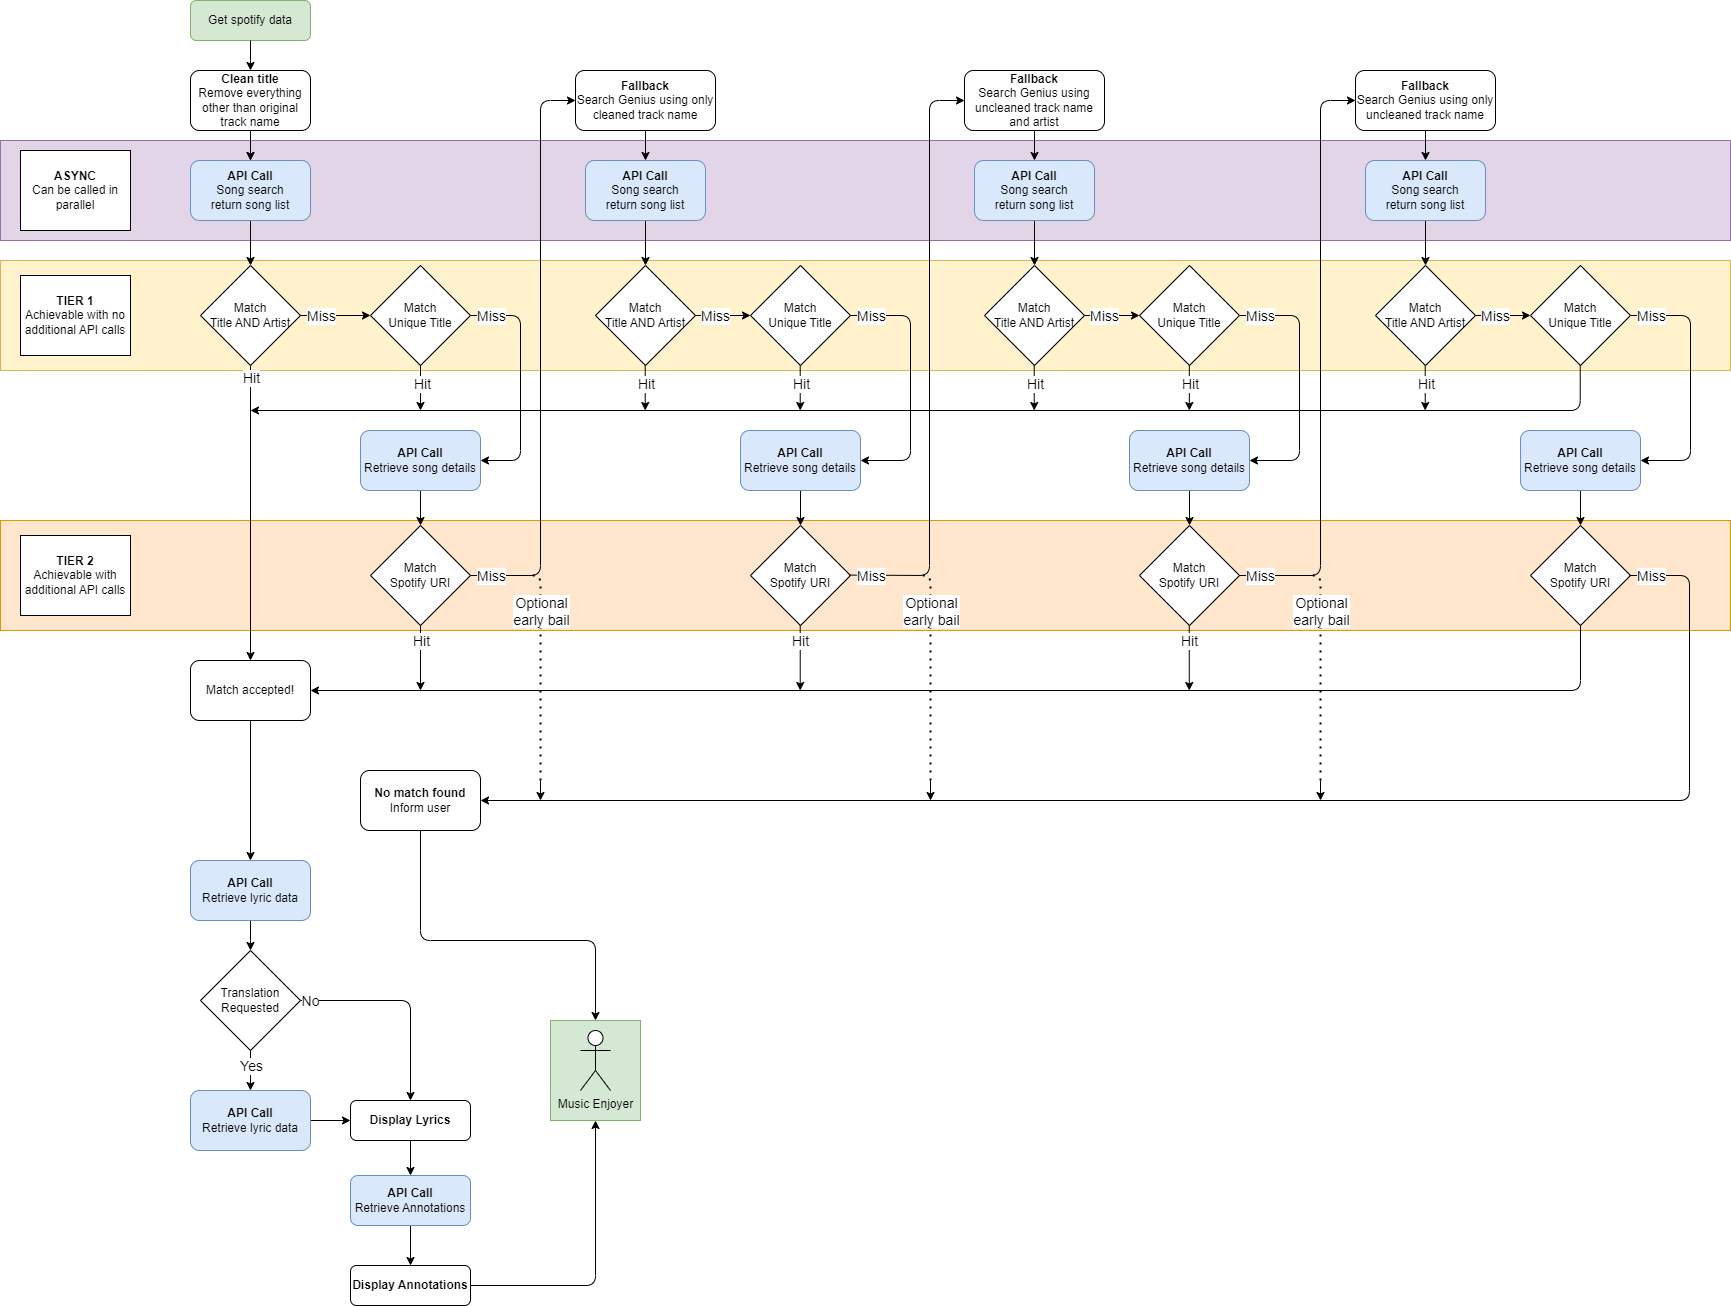 Get spotify data
Clean title
Remove everything
other than original
track name
Fallback
Search Genius using only
cleaned track name
Fallback
Search Genius using
uncleaned track name
and artist
Fallback
Search Genius using only
uncleaned track name
ASYNC
Can be called in
parallel
API Call
Song search
return song list
API Call
Song search
return song list
API Call
Song search
return song list
API Call
Song search
return song list
TIER 1
Achievable with no
additional API calls
Match
Title AND Artist
Miss
Match
Unique Title
Miss
Match
Title AND Artist
Miss
Match
Unique Title
Miss
Match
Title AND Artist
Miss
Match
Unique Title
Miss
Match
Title AND Artist
Miss
Match
Unique Title
Miss
Hit
Hit
Hit
Hit
Hit
Hit
Hit
API Call
Retrieve song details
API Call
Retrieve song details
API Call
Retrieve song details
API Call
Retrieve song details
TIER 2
Achievable with
additional API calls
Match
Spotify URI
Miss
Match
Spotify URI
Miss
Match
Spotify URI
Miss
Match
Spotify URI
Miss
Optional
early bail
Optional
early bail
Optional
early bail
Hit
Hit
Hit
Match accepted!
No match found
Inform user
API Call
Retrieve lyric data
Translation
Requested
No
Yes
API Call
Retrieve lyric data
Display Lyrics
Music Enjoyer
API Call
Retrieve Annotations
Display Annotations